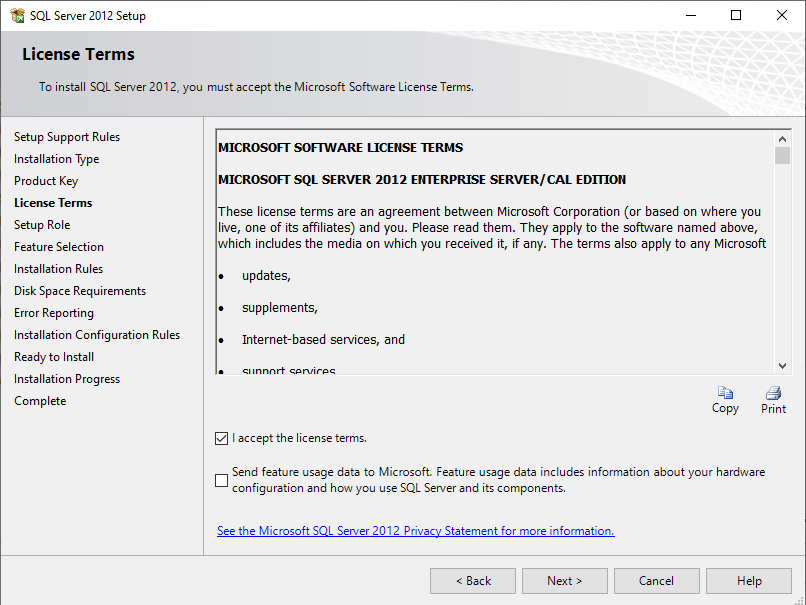 SQL Server 2012 Setup
License Terms
To install SQL Server 2012, you must accept the Microsoft Software License Terms.
Setup Support Rules
Installation Type
Product Key
License Terms
Setup Role
Feature Selection
Installation Rules
Disk Space Requirements
Error Reporting
Installation Configuration Rules
Ready to Install
Installation Progress
Complete
MICROSOFT SOFTWARE LICENSE TERMS
MICROSOFT SQL SERVER 2012 ENTERPRISE SERVER/CAL EDITION
These license terms are an agreement between Microsoft Corporation (or based on where you
live, one of its affiliates) and you. Please read them. They apply to the software named above,
which includes the media on which you received it, if any. The terms also apply to any Microsoft
• updates,
• supplements,
• Internet-based services, and
• support services
Copy
Print
I accept the license terms.
Send feature usage data to Microsoft. Feature usage data includes information about your hardware
configuration and how you use SQL Server and its components.
See the Microsoft SQL Server 2012 Privacy Statement for more information.
< Back
Next >
Cancel
Help